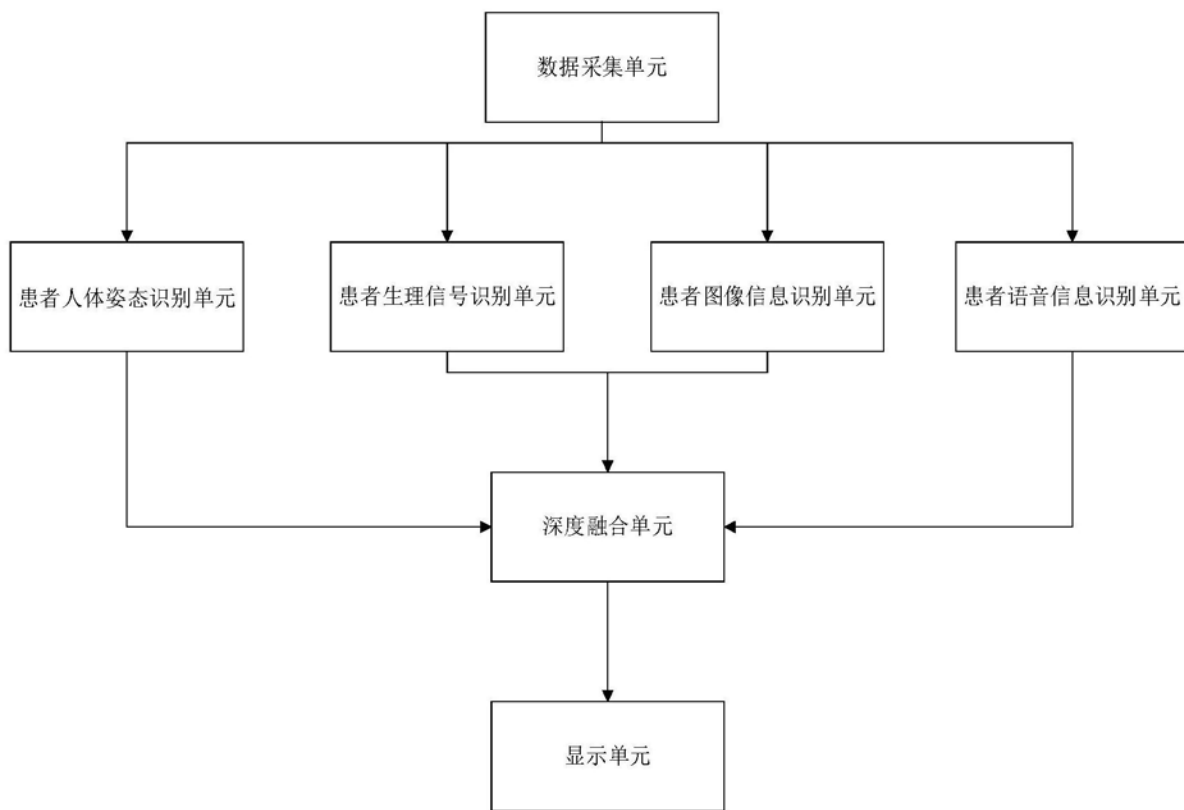 数据采集单元
患者人体姿态识别单元
患者生理信号识别单元
患者图像信息识别单元
患者语音信息识别单元
深度融合单元
显示单元